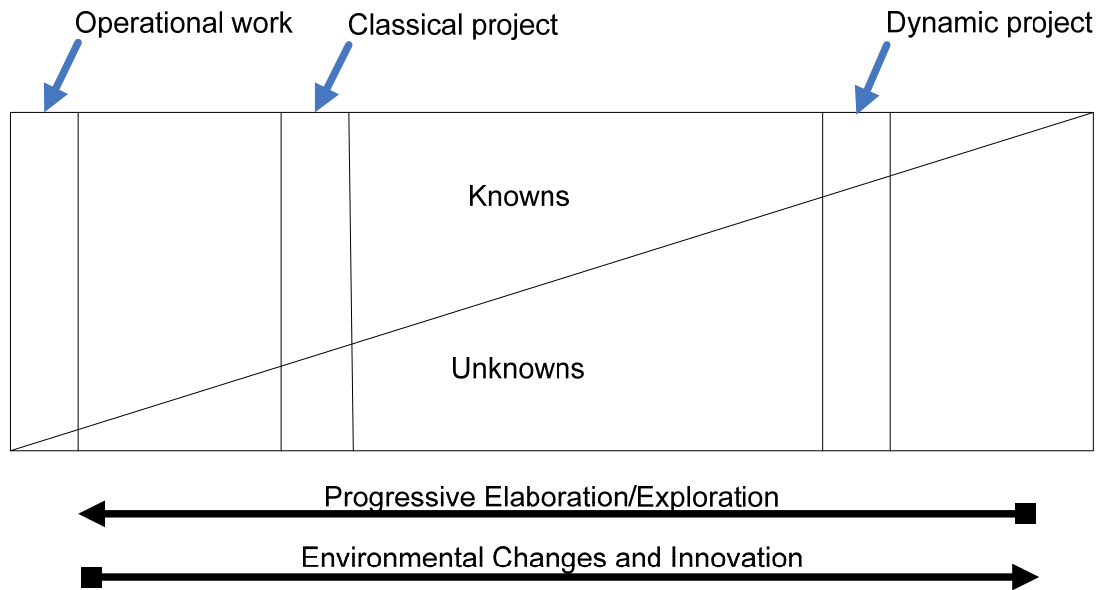 Operational work
Classical project
Dynamic project
Knowns
Unknowns
Progressive Elaboration/Exploration
Environmental Changes and Innovation